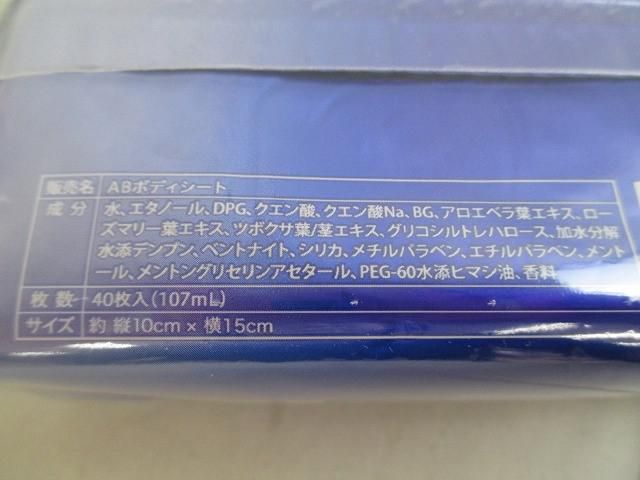 販売名 ABボディシート
成分 水、エタノール、DPG、クエン酸、クエン酸Na、BG、アロエベラ葉エキス、ロー
ズマリー葉エキス、ツボクサ葉/茎エキス、グリコシルトレハロース、加水分解
水添デンプン、ベントナイト、シリカ、メチルパラベン、エチルパラベン、メント
ール、メントングリセリンアセタール、PEG-60水添ヒマシ油、香料
枚数 40枚入(107mL)
サイズ 約 縦10cm×横15cm